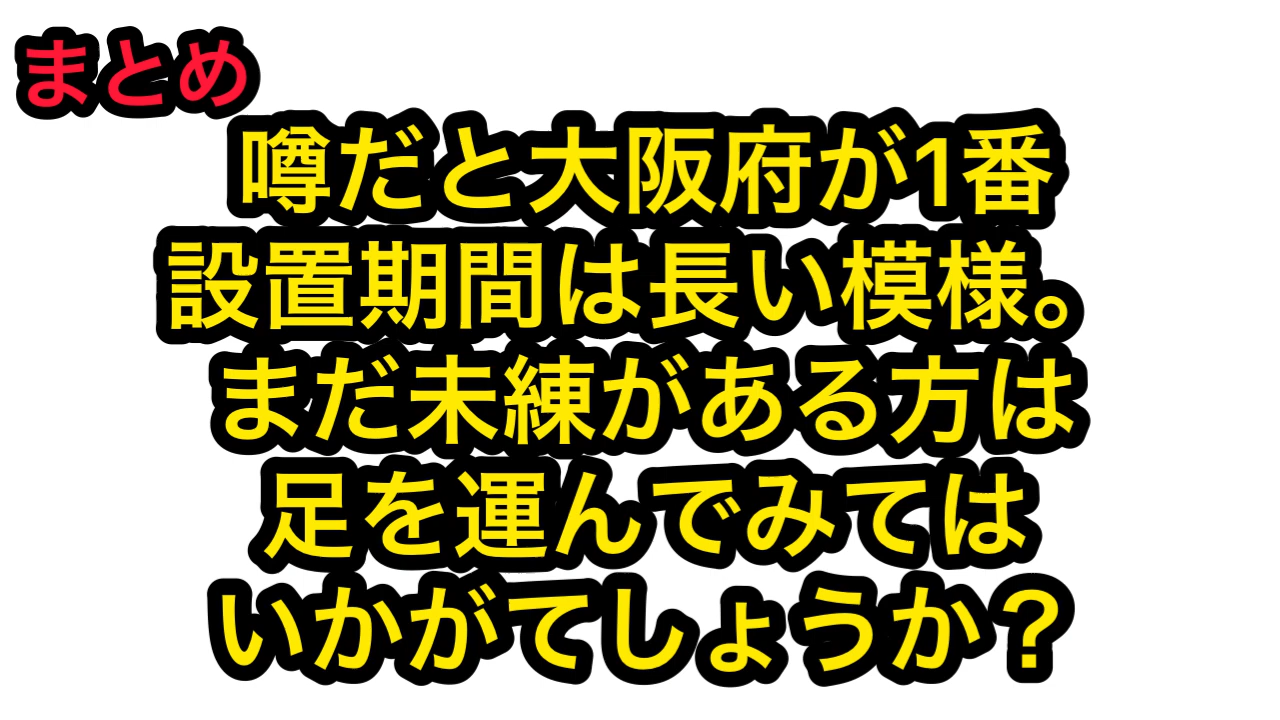 まとめ
噂だと大阪府が1番
設置期間は長い模様。
まだ未練がある方は
足を運んでみては
いかがてしょうか?